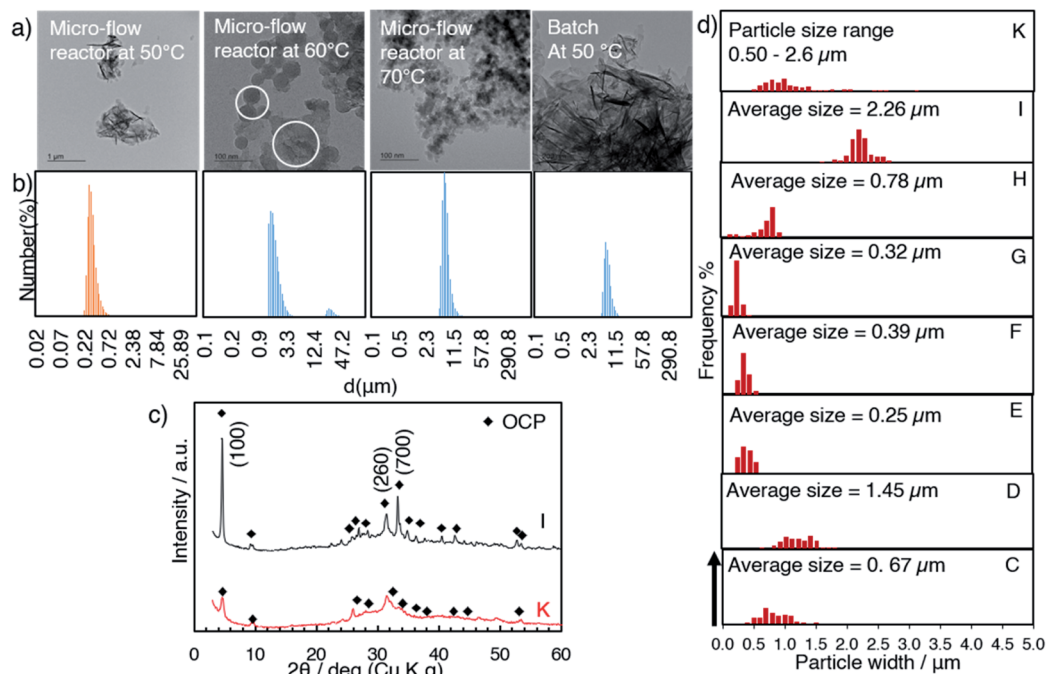 a)
Micro-flow
reactor at 50°C
1 µm
Micro-flow
reactor at 60°C
100 nm
Micro-flow
reactor at
70°C
100 nm
Batch
At 50 °C
b)
Number(%)
0.02 0.07 0.22 0.72 2.38 7.84 25.89
0.1 0.2 0.9 3.3 12.4 47.2
0.1 0.5 2.3 11.5 57.8 290.8
0.1 0.5 2.3 11.5 57.8 290.8
d(µm)
c)
Intensity / a.u.
◆ OCP
(100)
(260)
(700)
I
K
0 10 20 30 40 50 60
2θ / deg (Cu K α)
d)
Frequency %
Particle size range K
0.50 - 2.6 µm
Average size = 2.26 µm I
Average size = 0.78 µm H
Average size = 0.32 µm G
Average size = 0.39 µm F
Average size = 0.25 µm E
Average size = 1.45 µm D
Average size = 0. 67 µm C
0.0 0.5 1.0 1.5 2.0 2.5 3.0 3.5 4.0 4.5 5.0
Particle width / µm